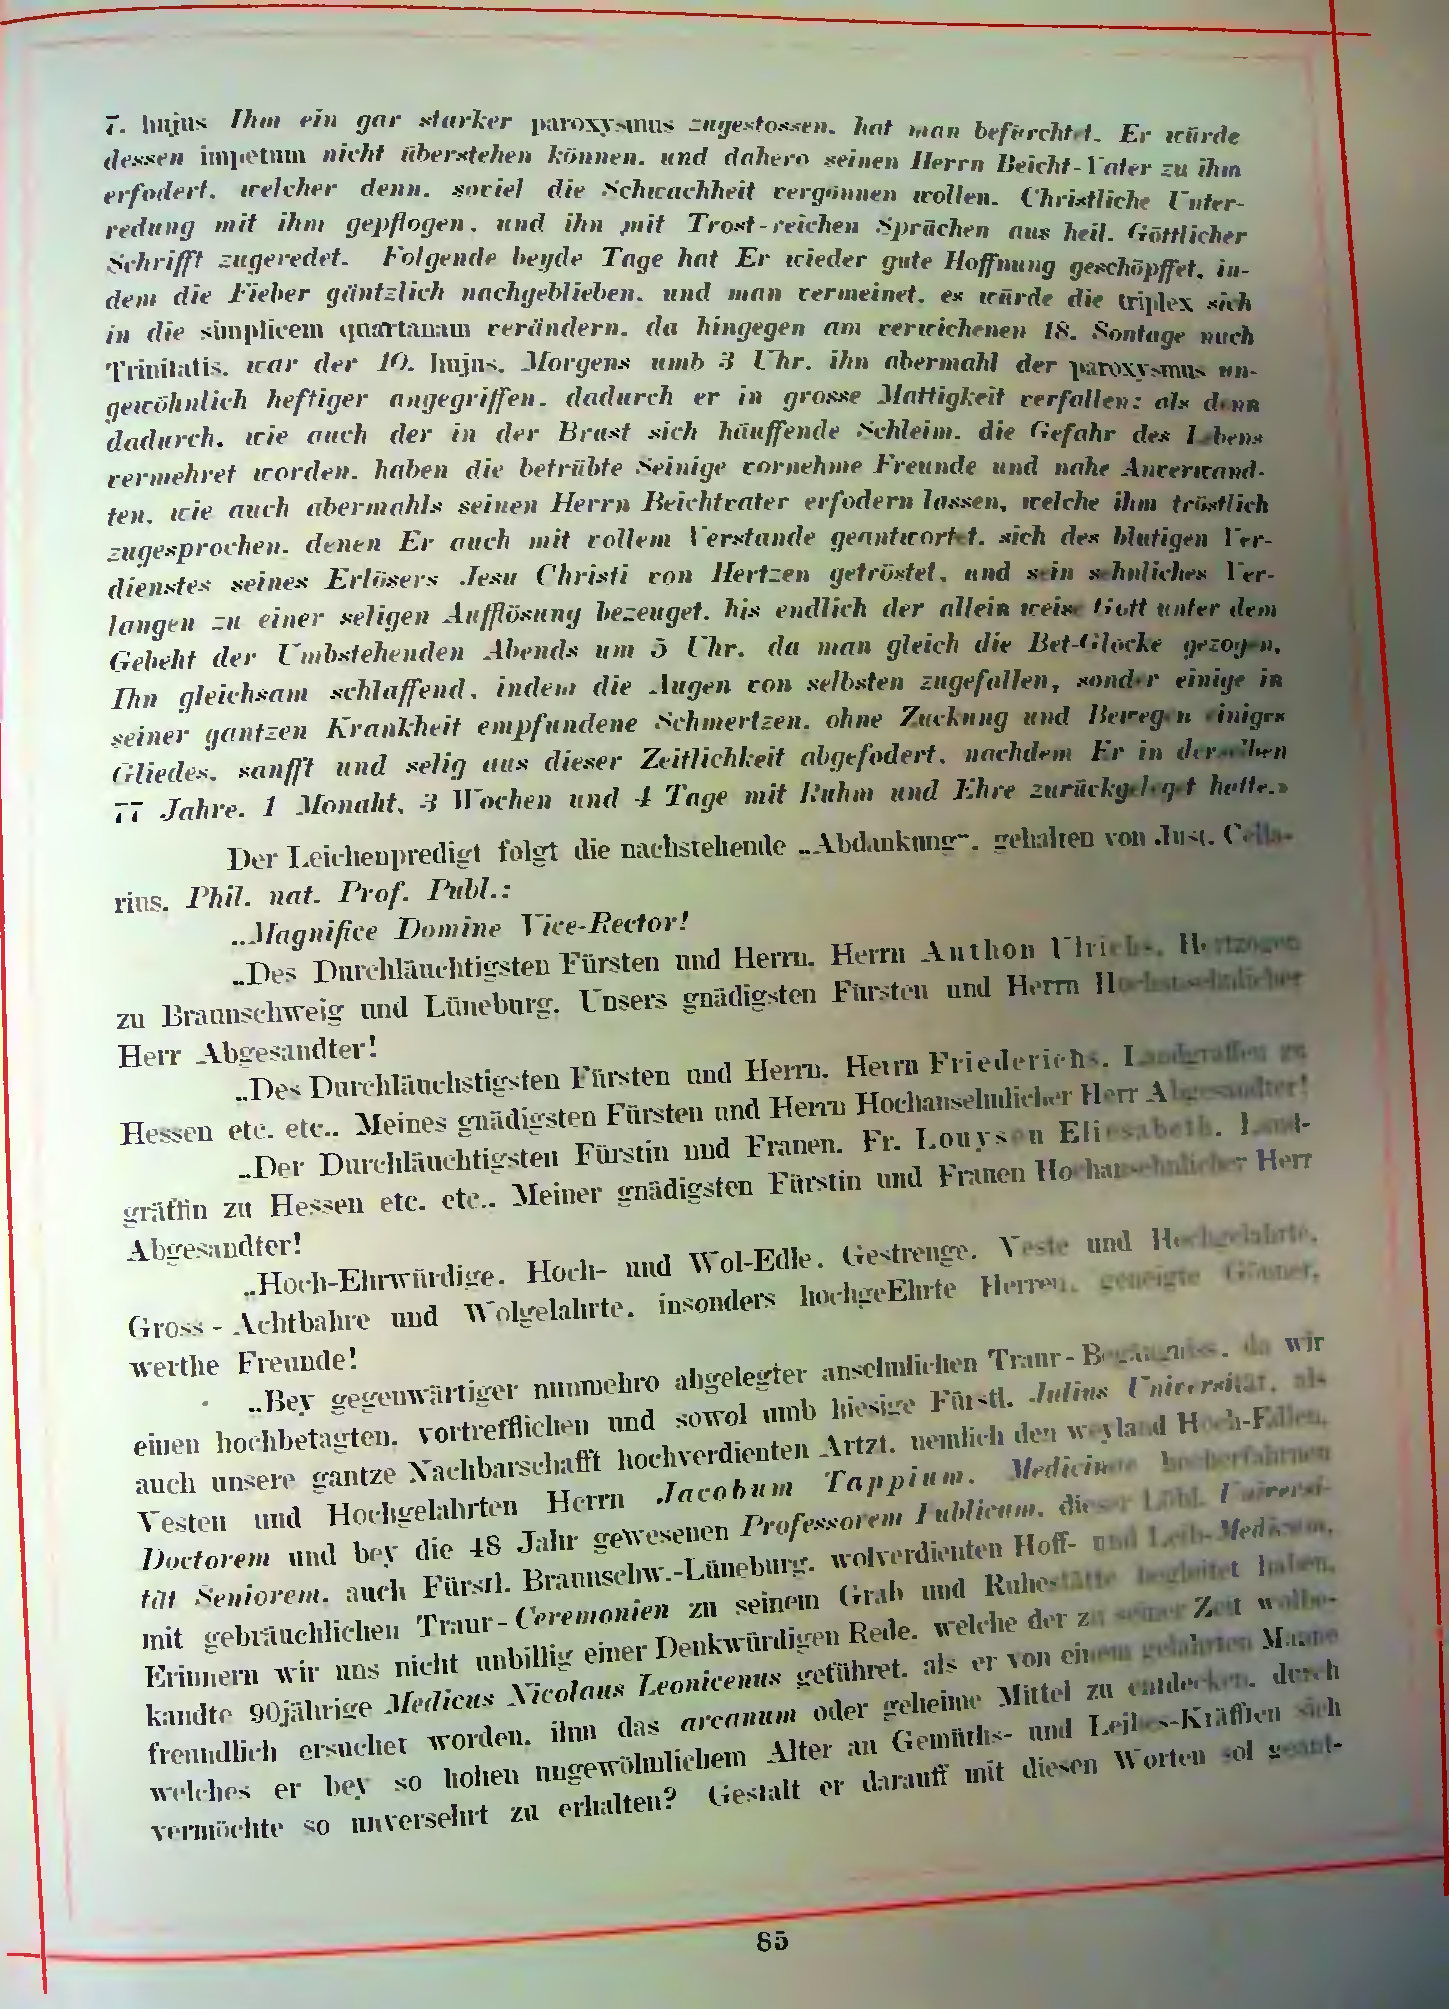 7. hujus Ihm ein gar starker paroxysmus zugestossen, hat man befürchtet, Er würde
dessen impetum nicht überstehen können, und dahero seinen Herrn Beicht-Vater zu ihm
erfodert, welcher denn, soviel die Schwachheit vergönnen wollen, Christliche Unter-
redung mit ihm gepflogen, und ihn mit Trost-reichen Sprächen aus heil. Göttlicher
Schrifft zugeredet. Folgende beyde Tage hat Er wieder gute Hoffnung geschöpffet, in-
dem die Fieber gäntzlich nachgeblieben, und man vermeinet, es würde die triplex sich
in die simplicem quartanam verändern, da hingegen am verwichenen 18. Sontage nach
Trinitatis, war der 10. hujus, Morgens umb 3 Uhr, ihn abermahl der paroxysmus un-
gewöhnlich heftiger angegriffen, dadurch er in grosse Mattigkeit verfallen; als denn
dadurch, wie auch der in der Brust sich häuffende Schleim, die Gefahr des Lebens
vermehret worden, haben die betrübte Seinige vornehme Freunde und nahe Anverwand-
ten, wie auch abermahls seinen Herrn Beichtvater erfodern lassen, welche ihm tröstlich
zugesprochen, denen Er auch mit vollem Verstande geantwortet, sich des blutigen Ver-
dienstes seines Erlösers Jesu Christi von Hertzen getröstet, und sein sehnliches Ver-
langen zu einer seligen Aufflösung bezeuget, bis endlich der allein weise Gott unter dem
Gebeht der Umbstehenden Abends um 5 Uhr, da man gleich die Bet-Glocke gezogen,
Ihn gleichsam schlaffend, indem die Augen von selbsten zugefallen, sonder einige in
seiner gantzen Krankheit empfundene Schmertzen, ohne Zuckung und Bewegen einiges
Gliedes, sanfft und selig aus dieser Zeitlichkeit abgefodert, nachdem Er in derselben
77 Jahre, 1 Monaht, 3 Wochen und 4 Tage mit Ruhm und Ehre zurückgeleget hatte.»
Der Leichenpredigt folgt die nachstehende „Abdankung“, gehalten von Just. Cella-
rius, Phil. nat. Prof. Publ.:
„Magnifice Domine Vice-Rector!
„Des Durchläuchtigsten Fürsten und Herrn, Herrn Anthon Ulrichs, Hertzogen
zu Braunschweig und Lüneburg, Unsers gnädigsten Fürsten und Herrn Hochansehnlicher
Herr Abgesandter!
„Des Durchläuchstigsten Fürsten und Herrn, Herrn Friederichs, Landgraffen zu
Hessen etc. etc., Meines gnädigsten Fürsten und Herrn Hochansehnlicher Herr Abgesandter!
„Der Durchläuchtigsten Fürstin und Frauen, Fr. Louysen Eliesabeth, Land-
gräffin zu Hessen etc. etc., Meiner gnädigsten Fürstin und Frauen Hochansehnlicher Herr
Abgesandter!
„Hoch-Ehrwürdige, Hoch- und Wol-Edle, Gestrenge, Veste und Hochgelahrte,
Gross-Achtbahre und Wolgelahrte, insonders hochgeEhrte Herren, geneigte Gönner,
werthe Freunde!
„Bey gegenwärtiger nunmehro abgelegter ansehnlichen Traur-Begängniss, da wir
einen hochbetagten, vortrefflichen und sowol umb hiesige Fürstl. Julius Universität, als
auch unsere gantze Nachbarschafft hochverdienten Artzt, nemlich den weyland Hoch-Edlen,
Vesten und Hochgelahrten Herrn Jacobum Tappium, Medicinae hocherfahrnen
Doctorem und bey die 48 Jahr gewesenen Professorem Publicum, dieser Löbl. Universi-
tät Seniorem, auch Fürstl. Braunschw.-Lüneburg. wolverdienten Hoff- und Leib-Medicum,
mit gebräuchlichen Traur-Ceremonien zu seinem Grab und Ruhestätte begleitet haben,
Erinnern wir uns nicht unbillig einer Denkwürdigen Rede, welche der zu seiner Zeit wolbe-
kandte 90jährige Medicus Nicolaus Leonicenus geführet, als er von einem gelahrten Manne
freundlich ersuchet worden, ihm das arcanum oder geheime Mittel zu entdecken, durch
welches er bey so hohen ungewöhnlichem Alter an Gemüths- und Leibes-Kräfften sich
vermöchte so unversehrt zu erhalten? Gestalt er darauff mit diesen Worten sol geant-
85